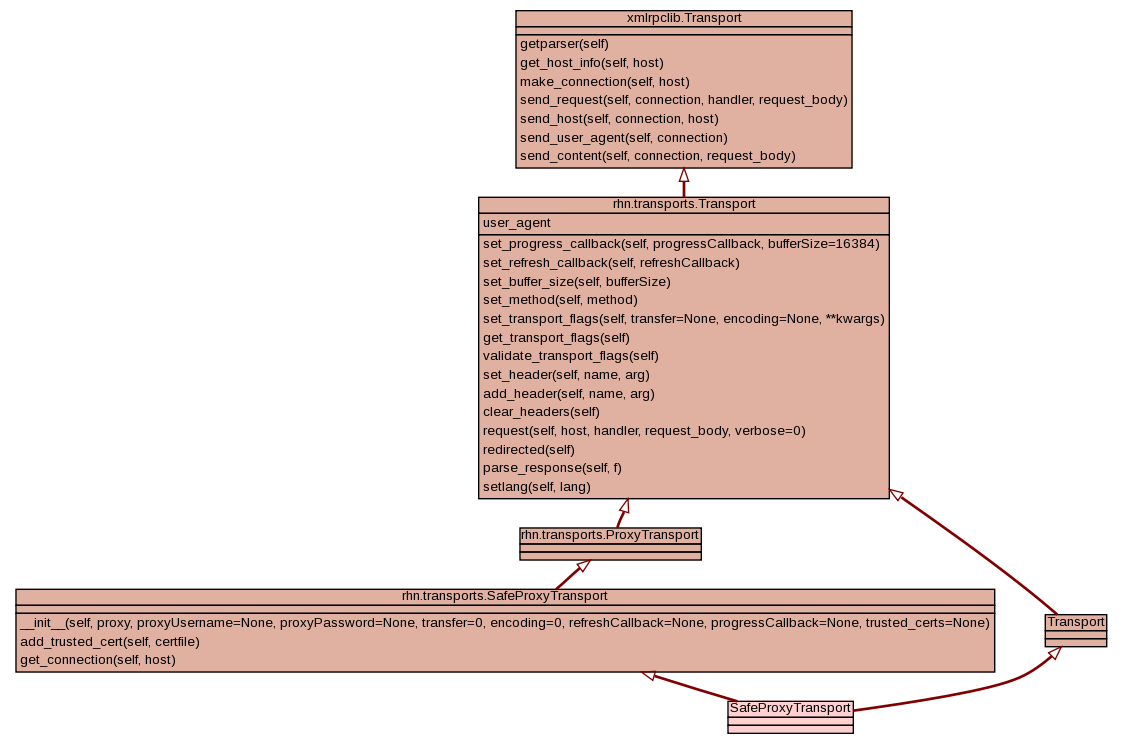 xmlrpclib.Transport
getparser(self)
get_host_info(self, host)
make_connection(self, host)
send_request(self, connection, handler, request_body)
send_host(self, connection, host)
send_user_agent(self, connection)
send_content(self, connection, request_body)
rhn.transports.Transport
user_agent
set_progress_callback(self, progressCallback, bufferSize=16384)
set_refresh_callback(self, refreshCallback)
set_buffer_size(self, bufferSize)
set_method(self, method)
set_transport_flags(self, transfer=None, encoding=None, **kwargs)
get_transport_flags(self)
validate_transport_flags(self)
set_header(self, name, arg)
add_header(self, name, arg)
clear_headers(self)
request(self, host, handler, request_body, verbose=0)
redirected(self)
parse_response(self, f)
setlang(self, lang)
rhn.transports.ProxyTransport
rhn.transports.SafeProxyTransport
__init__(self, proxy, proxyUsername=None, proxyPassword=None, transfer=0, encoding=0, refreshCallback=None, progressCallback=None, trusted_certs=None)
add_trusted_cert(self, certfile)
get_connection(self, host)
Transport
SafeProxyTransport